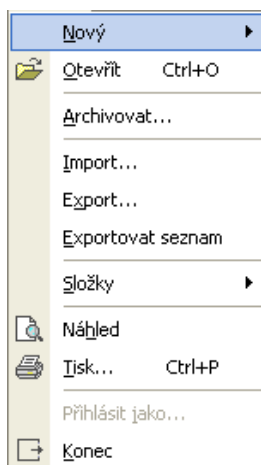 Nový
Otevřít Ctrl+O
Archivovat...
Import...
Export...
Exportovat seznam
Složky
Náhled
Tisk... Ctrl+P
Přihlásit jako...
Konec